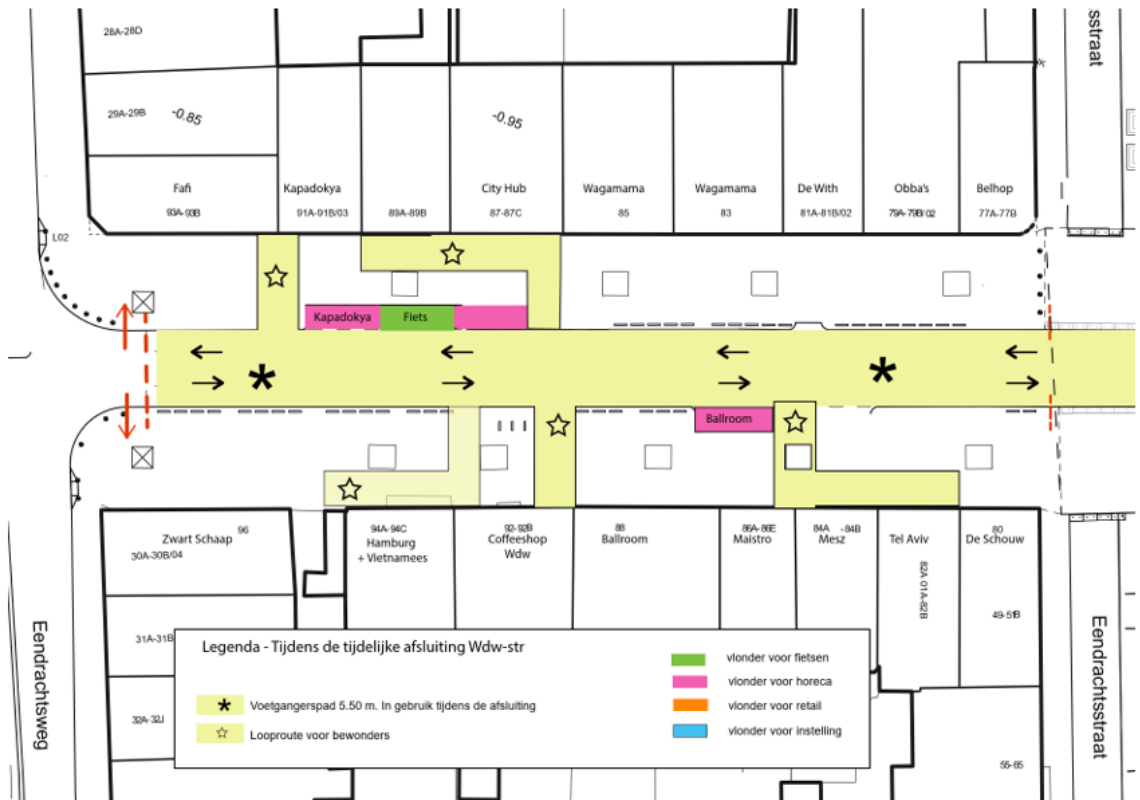 28A-28D
29A-29B
-0.85
-0.95
sstraat
Fafi
Kapadokya
City Hub
Wagamama
Wagamama
De With
Obba's
Belhop
93A-93B
91A-91B/03
89A-89B
87-87C
85
83
81A-81B/02
79A-79B/02
77A-77B
L02
Kapadokya
Fiets
Ballroom
Zwart Schaap
96
30A-30B/04
94A-94C
Hamburg
+ Vietnamees
92-92B
Coffeeshop
Wdw
88
Ballroom
86A-86E
Maistro
84A -84B
Mesz
Tel Aviv
82A 01A-82B
80
De Schouw
49-51B
31A-31B
32A-32J
55-65
Eendrachtsweg
Eendrachtsstraat
Legenda - Tijdens de tijdelijke afsluiting Wdw-str
* Voetgangerspad 5.50 m. In gebruik tijdens de afsluiting
Looproute voor bewonders
vlonder voor fietsen
vlonder voor horeca
vlonder voor retail
vlonder voor instelling